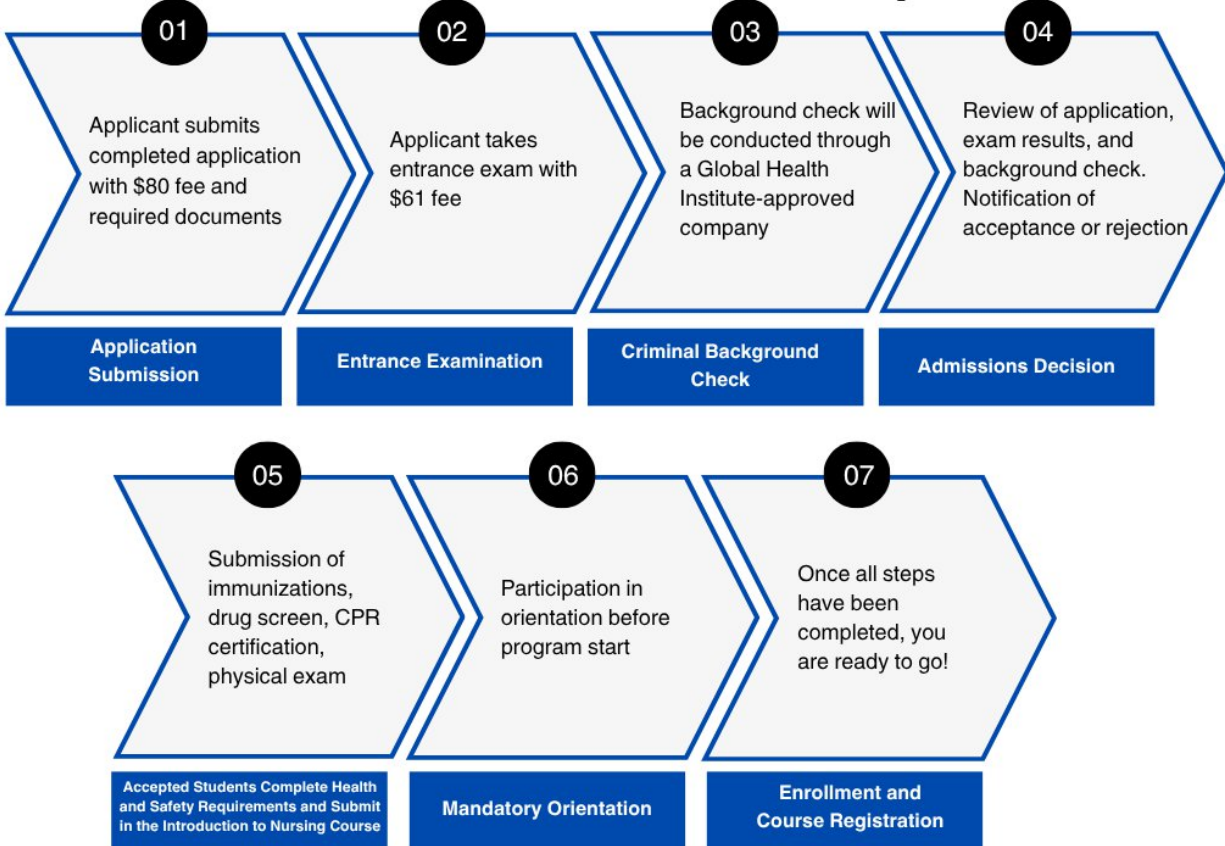 01
Applicant submits
completed application
with $80 fee and
required documents
Application
Submission
02
Applicant takes
entrance exam with
$61 fee
Entrance Examination
03
Background check will
be conducted through
a Global Health
Institute-approved
company
Criminal Background
Check
04
Review of application,
exam results, and
background check.
Notification of
acceptance or rejection
Admissions Decision
05
Submission of
immunizations,
drug screen, CPR
certification,
physical exam
Accepted Students Complete Health
and Safety Requirements and Submit
in the Introduction to Nursing Course
06
Participation in
orientation before
program start
Mandatory Orientation
07
Once all steps
have been
completed, you
are ready to go!
Enrollment and
Course Registration